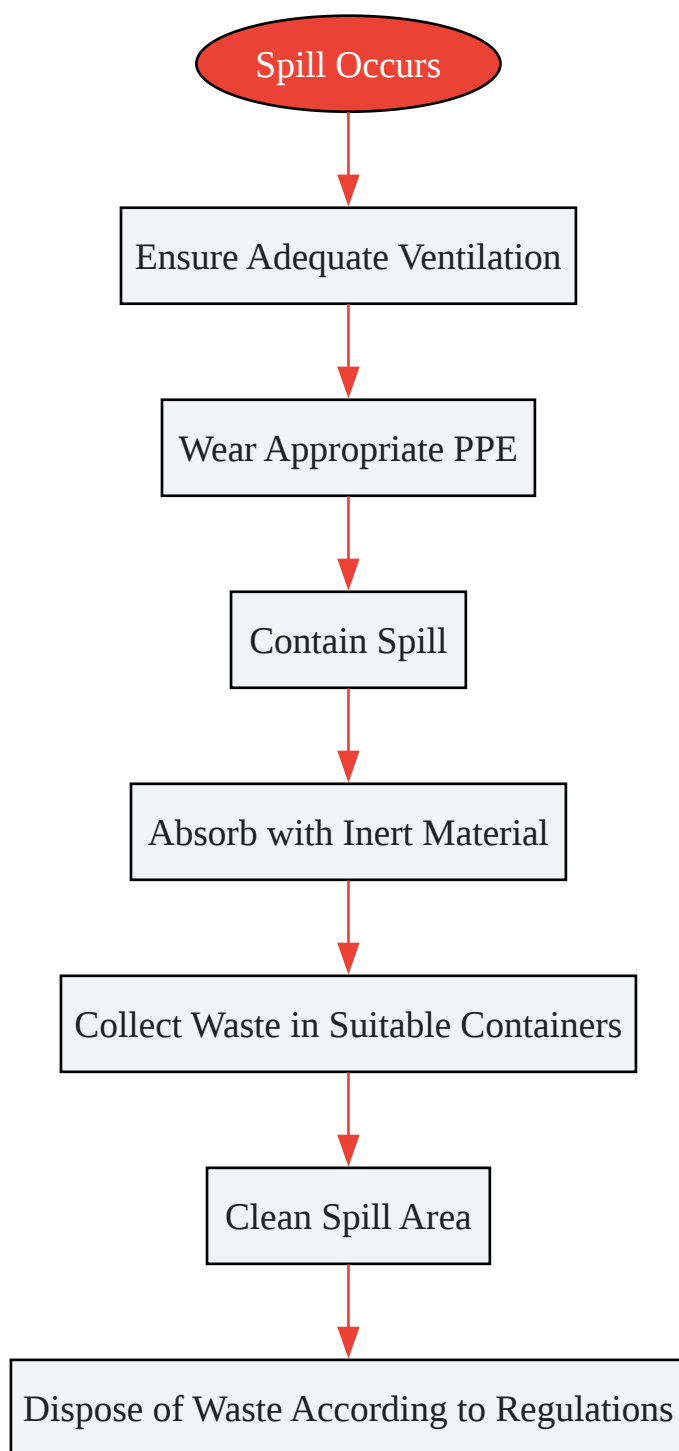 Spill Occurs
Ensure Adequate Ventilation
Wear Appropriate PPE
Contain Spill
Absorb with Inert Material
Collect Waste in Suitable Containers
Clean Spill Area
Dispose of Waste According to Regulations